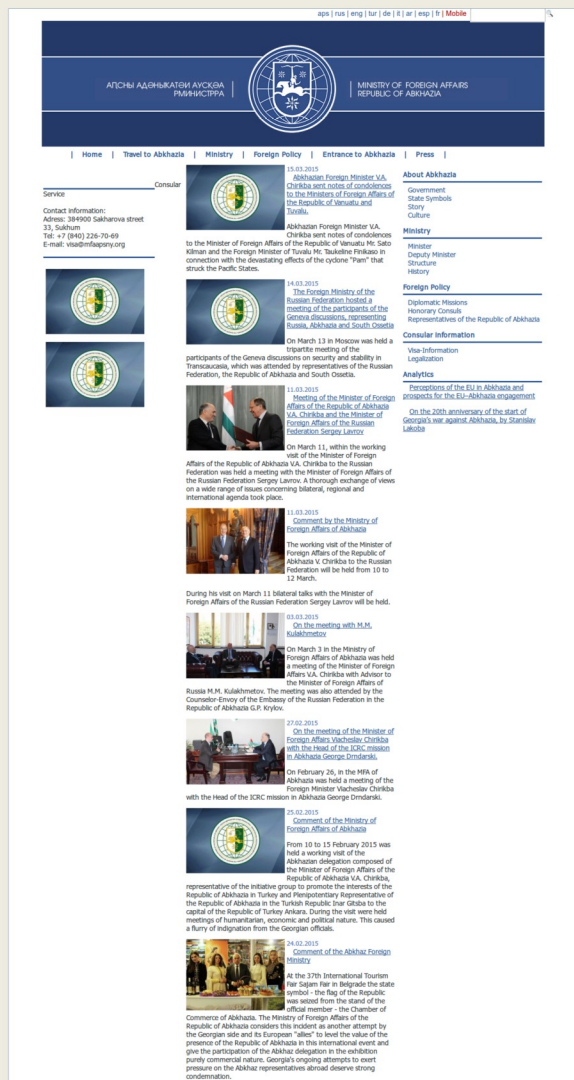 aps | rus | eng | tur | de | it | ar | esp | fr | Mobile
АԤСНЫ АДӘНЫҚАТӘИ АУСҚӘА
РМИНИСТРРА
MINISTRY OF FOREIGN AFFAIRS
REPUBLIC OF ABKHAZIA
| Home | Travel to Abkhazia | Ministry | Foreign Policy | Entrance to Abkhazia | Press |
Consular
Service
Contact information:
Adress: 384900 Sakharova street
33, Sukhum
Tel: +7 (840) 226-70-69
E-mail: visa@mfaapsny.org
15.03.2015
Abkhazian Foreign Minister V.A.
Chirikba sent notes of condolences
to the Ministers of Foreign Affairs of
the Republic of Vanuatu and
Tuvalu.
Abkhazian Foreign Minister V.A.
Chirikba sent notes of condolences
to the Minister of Foreign Affairs of the Republic of Vanuatu Mr. Sato
Kilman and the Foreign Minister of Tuvalu Mr. Taukeline Finikaso in
connection with the devastating effects of the cyclone "Pam" that
struck the Pacific States.
14.03.2015
The Foreign Ministry of the
Russian Federation hosted a
meeting of the participants of the
Geneva discussions, representing
Russia, Abkhazia and South Ossetia
On March 13 in Moscow was held a
tripartite meeting of the
participants of the Geneva discussions on security and stability in
Transcaucasia, which was attended by representatives of the Russian
Federation, the Republic of Abkhazia and South Ossetia.
11.03.2015
Meeting of the Minister of Foreign
Affairs of the Republic of Abkhazia
V.A. Chirikba and the Minister of
Foreign Affairs of the Russian
Federation Sergey Lavrov
On March 11, within the working
visit of the Minister of Foreign
Affairs of the Republic of Abkhazia V.A. Chirikba to the Russian
Federation was held a meeting with the Minister of Foreign Affairs of
the Russian Federation Sergey Lavrov. A thorough exchange of views
on a wide range of issues concerning bilateral, regional and
international agenda took place.
11.03.2015
Comment by the Ministry of
Foreign Affairs of Abkhazia
The working visit of the Minister of
Foreign Affairs of the Republic of
Abkhazia V. Chirikba to the Russian
Federation will be held from 10 to
12 March.
During his visit on March 11 bilateral talks with the Minister of
Foreign Affairs of the Russian Federation Sergey Lavrov will be held.
03.03.2015
On the meeting with M.M.
Kulakhmetov
On March 3 in the Ministry of
Foreign Affairs of Abkhazia was held
a meeting of the Minister of Foreign
Affairs V.A. Chirikba with Advisor to
the Minister of Foreign Affairs of
Russia M.M. Kulakhmetov. The meeting was also attended by the
Counselor-Envoy of the Embassy of the Russian Federation in the
Republic of Abkhazia G.P. Krylov.
27.02.2015
On the meeting of the Minister of
Foreign Affairs Viacheslav Chirikba
with the Head of the ICRC mission
in Abkhazia George Drndarski.
On February 26, in the MFA of
Abkhazia was held a meeting of the
Foreign Minister Viacheslav Chirikba
with the Head of the ICRC mission in Abkhazia George Drndarski.
25.02.2015
Comment of the Ministry of
Foreign Affairs of Abkhazia
From 10 to 15 February 2015 was
held a working visit of the
Abkhazian delegation composed of
the Minister of Foreign Affairs of the
Republic of Abkhazia V.A. Chirikba,
representative of the initiative group to promote the interests of the
Republic of Abkhazia in Turkey and Plenipotentiary Representative of
the Republic of Abkhazia in the Turkish Republic Inar Gitsba to the
capital of the Republic of Turkey Ankara. During the visit were held
meetings of humanitarian, economic and political nature. This caused
a flurry of indignation from the Georgian officials.
24.02.2015
Comment of the Abkhaz Foreign
Ministry
At the 37th International Tourism
Fair Sajam Fair in Belgrade the state
symbol - the flag of the Republic
was seized from the stand of the
official member - the Chamber of
Commerce of Abkhazia. The Ministry of Foreign Affairs of the
Republic of Abkhazia considers this incident as another attempt by
the Georgian side and its European "allies" to level the value of the
presence of the Republic of Abkhazia in this international event and
give the participation of the Abkhaz delegation in the exhibition
purely commercial nature. Georgia's ongoing attempts to exert
pressure on the Abkhaz representatives abroad deserve strong
condemnation.
About Abkhazia
Government
State Symbols
Story
Culture
Ministry
Minister
Deputy Minister
Structure
History
Foreign Policy
Diplomatic Missions
Honorary Consuls
Representatives of the Republic of Abkhazia
Consular Information
Visa-Information
Legalization
Analytics
Perceptions of the EU in Abkhazia and
prospects for the EU–Abkhazia engagement
On the 20th anniversary of the start of
Georgia's war against Abkhazia, by Stanislav
Lakoba